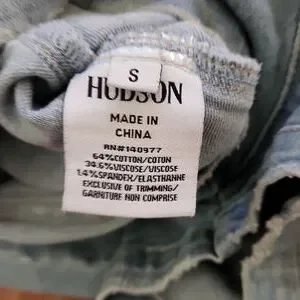 S
HUDSON
MADE IN
CHINA
RN#140977
64%COTTON/COTON
34.6%VISCOSE/VISCOSE
1.4%SPANDEX/ELASTHANNE
EXCLUSIVE OF TRIMMING/
GARNITURE NON COMPRISE